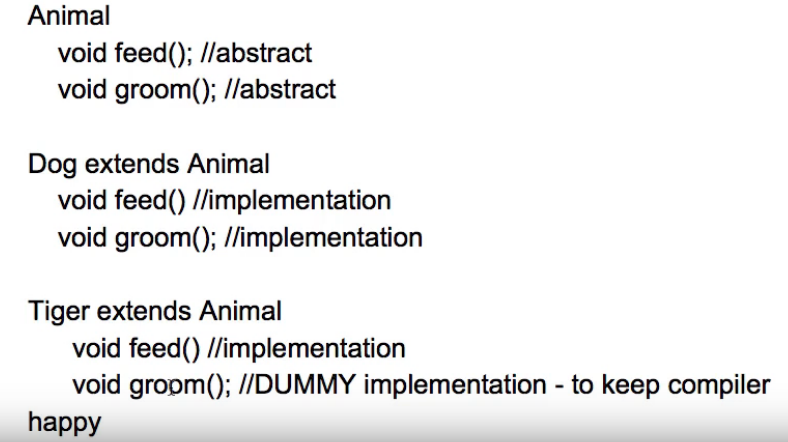 Animal
void feed(); //abstract
void groom(); //abstract
Dog extends Animal
void feed() //implementation
void groom(); //implementation
Tiger extends Animal
void feed() //implementation
void groom(); //DUMMY implementation - to keep compiler
happy